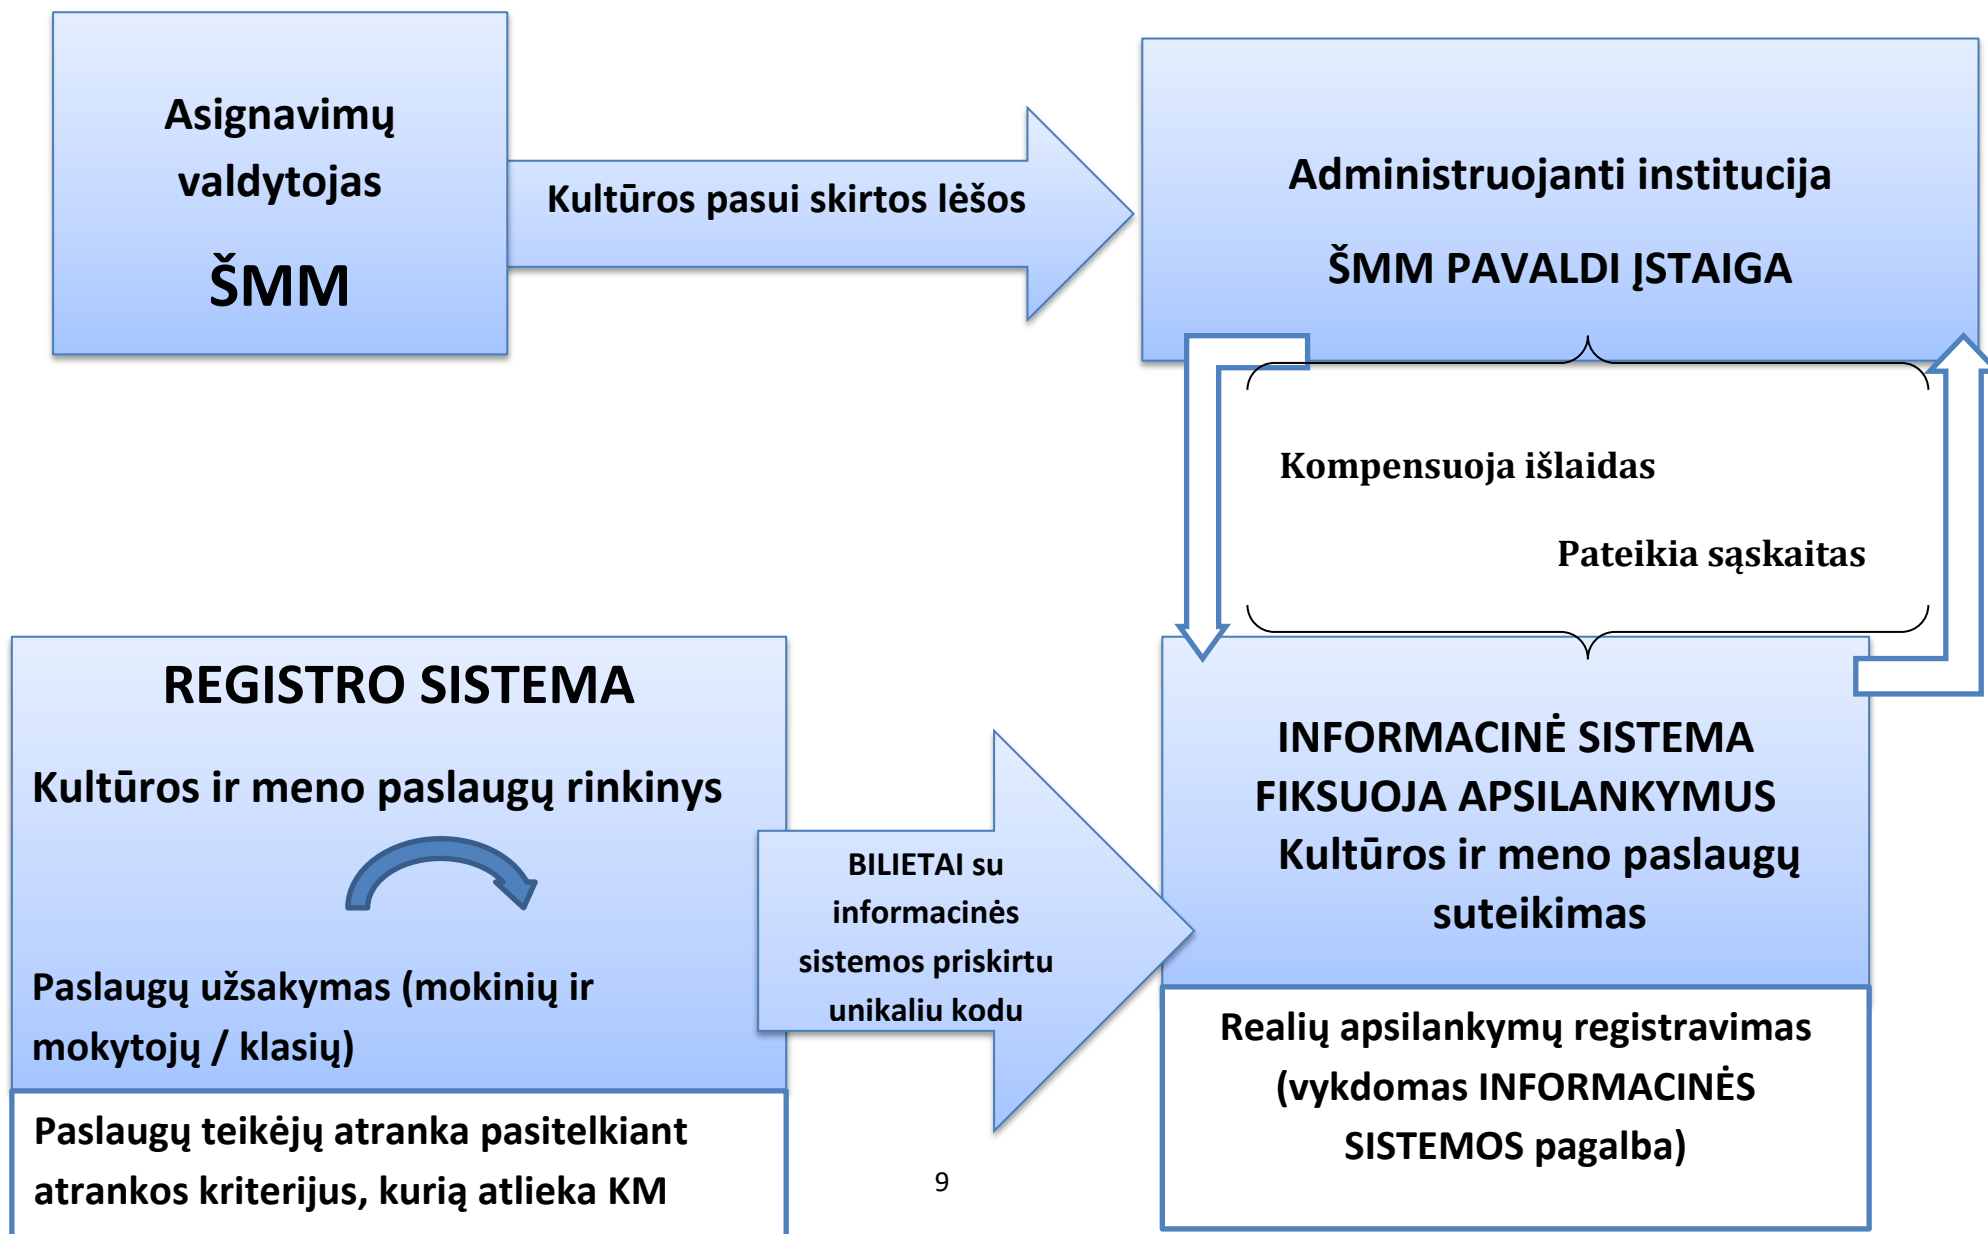 Asignavimų
valdytojas
ŠMM
Kultūros pasui skirtos lėšos
Administruojanti institucija
ŠMM PAVALDI ĮSTAIGA
Kompensuoja išlaidas
Pateikia sąskaitas
REGISTRO SISTEMA
Kultūros ir meno paslaugų rinkinys
Paslaugų užsakymas (mokinių ir
mokytojų / klasių)
Paslaugų teikėjų atranka pasitelkiant
atrankos kriterijus, kurią atlieka KM
BILIETAI su
informacinės
sistemos priskirtu
unikaliu kodu
INFORMACINĖ SISTEMA
FIKSUOJA APSILANKYMUS
Kultūros ir meno paslaugų
suteikimas
Realių apsilankymų registravimas
(vykdomas INFORMACINĖS
SISTEMOS pagalba)
9